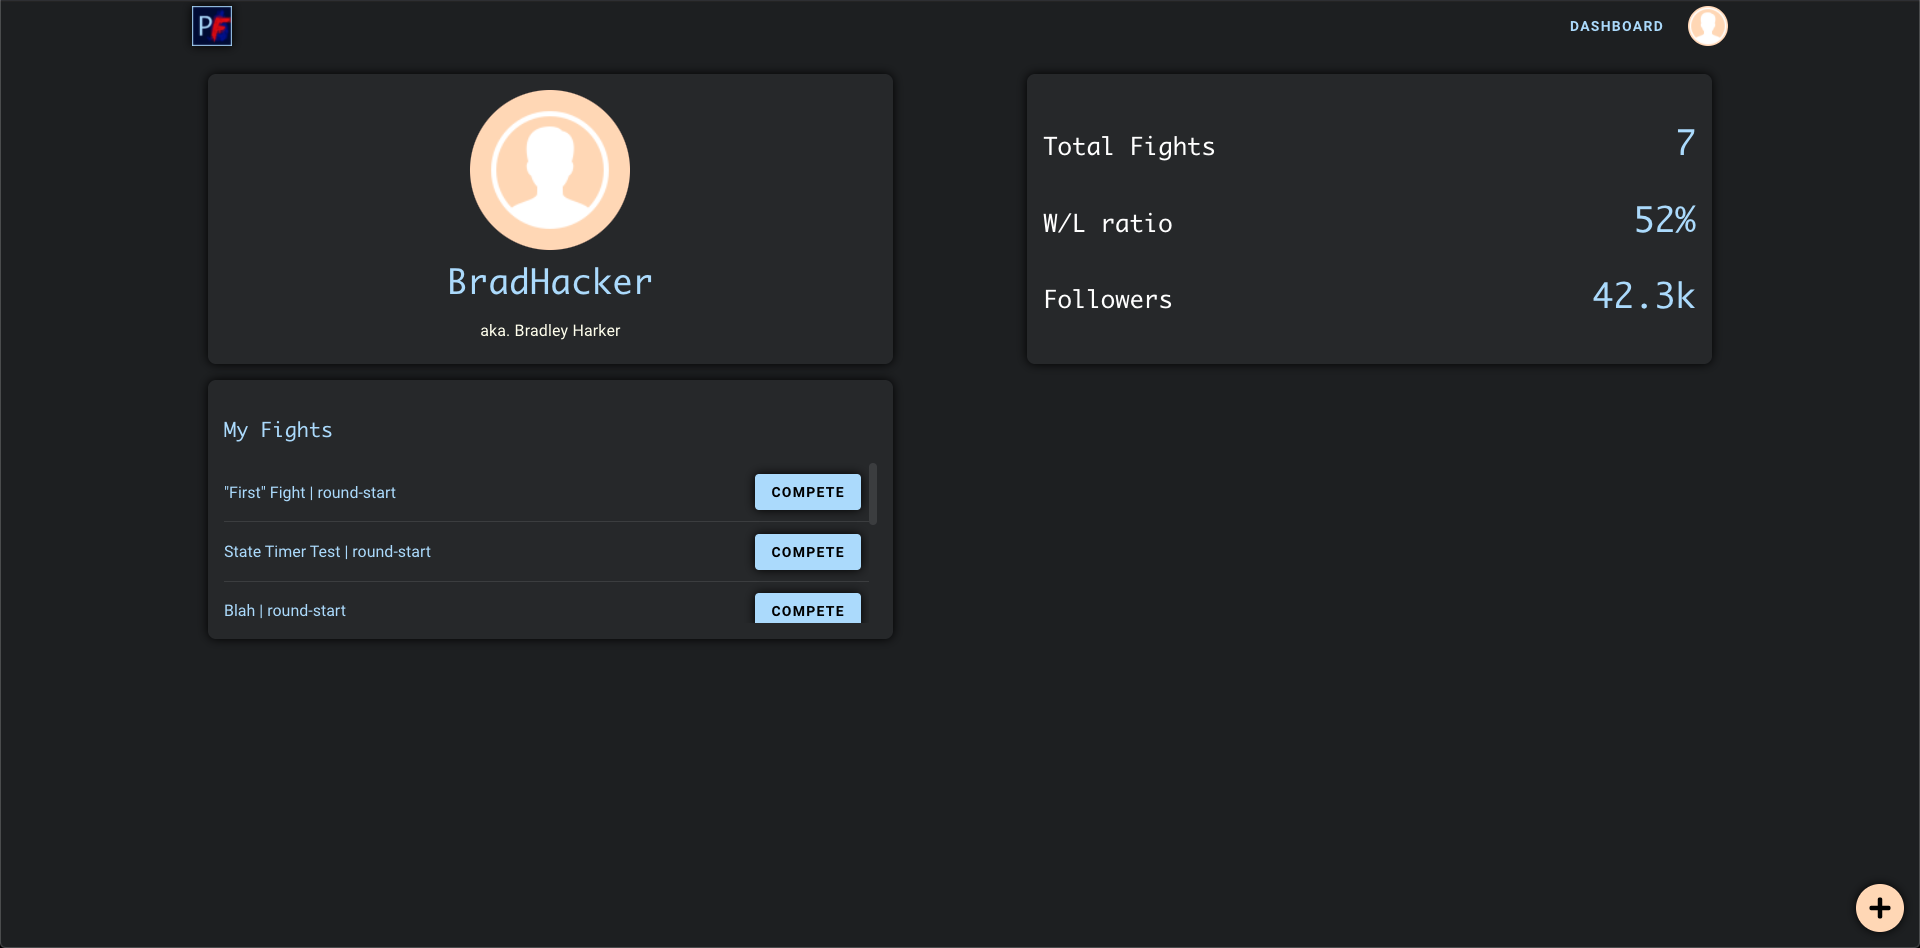 PF
DASHBOARD
BradHacker
aka. Bradley Harker
Total Fights 7
W/L ratio 52%
Followers 42.3k
My Fights
"First" Fight | round-start COMPETE
State Timer Test | round-start COMPETE
Blah | round-start COMPETE